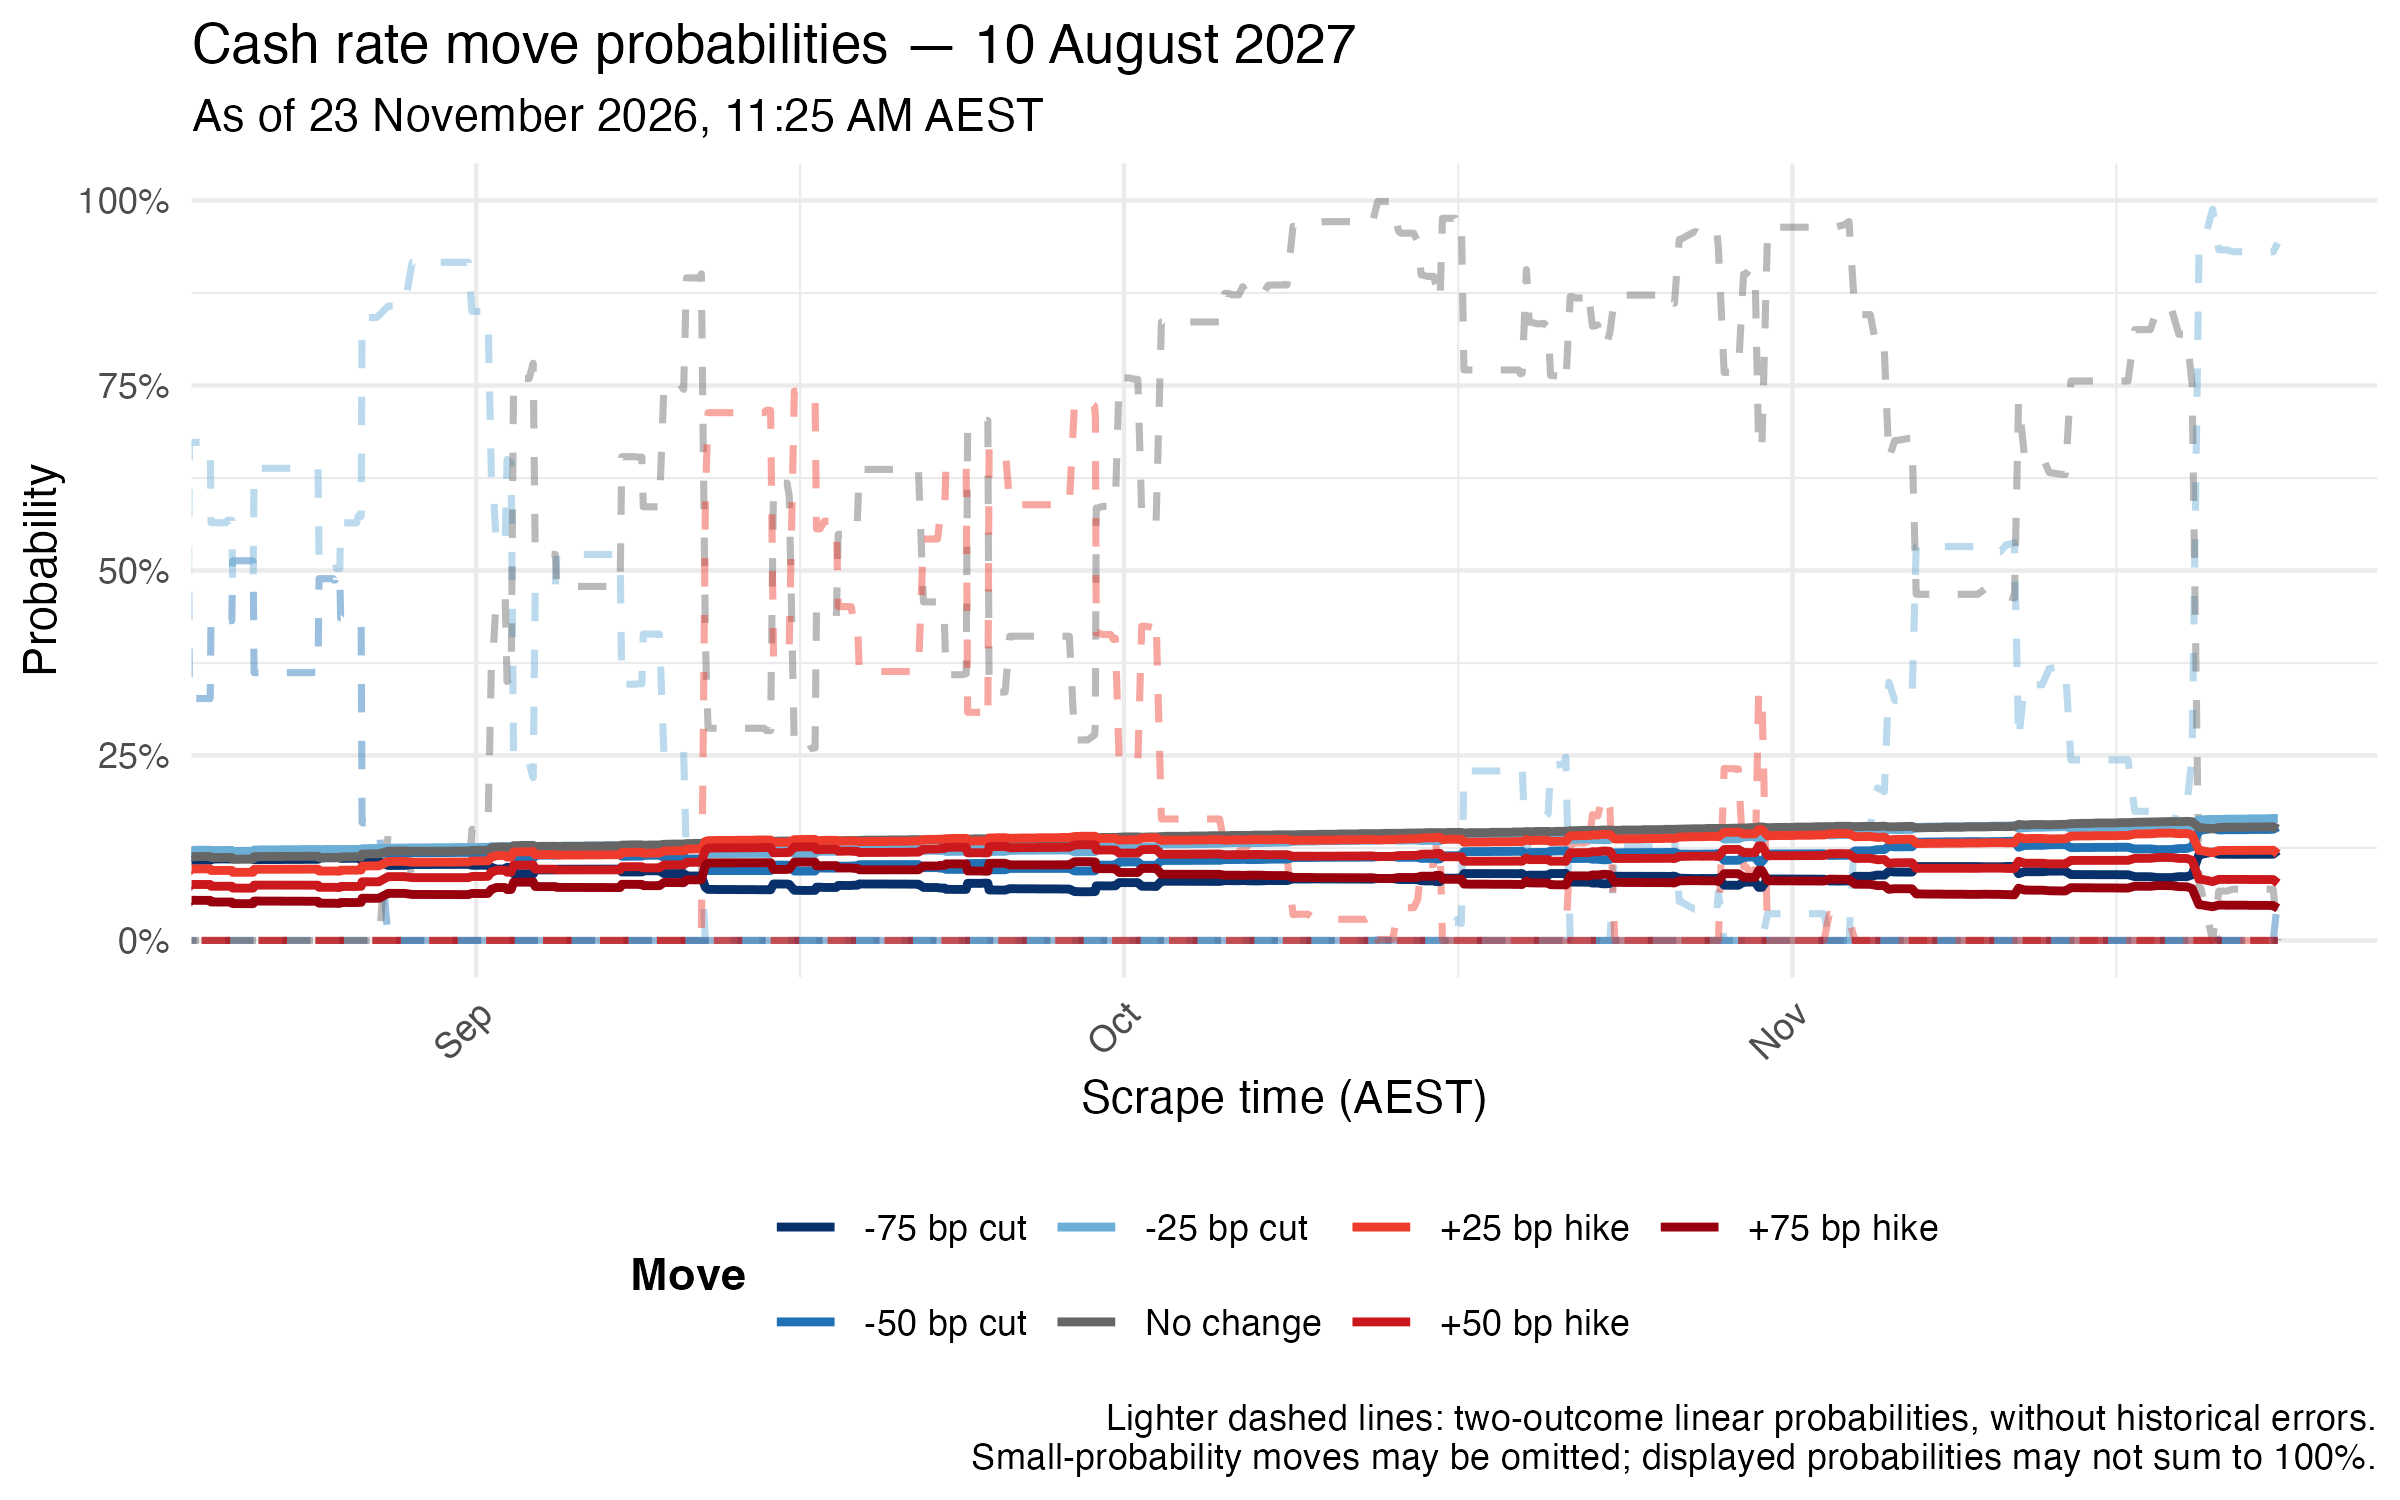 Cash rate move probabilities — 10 August 2027
As of 23 November 2026, 11:25 AM AEST
Probability
100%
75%
50%
25%
0%
Sep
Oct
Nov
Scrape time (AEST)
Move
-75 bp cut
-25 bp cut
+25 bp hike
+75 bp hike
-50 bp cut
No change
+50 bp hike
Lighter dashed lines: two-outcome linear probabilities, without historical errors.
Small-probability moves may be omitted; displayed probabilities may not sum to 100%.